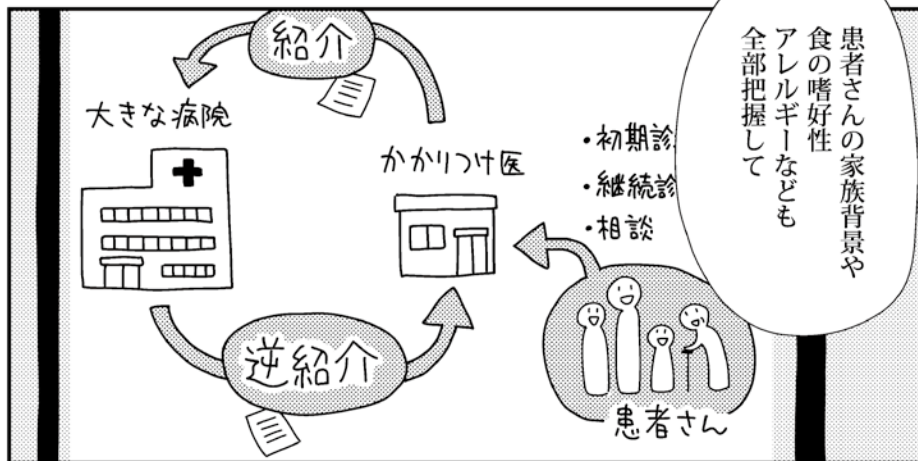 患者さんの家族背景や
食の嗜好性
アレルギーなども
全部把握して
紹介
大きな病院
かかりつけ医
・初期診
・継続診
・相談
逆紹介
患者さん